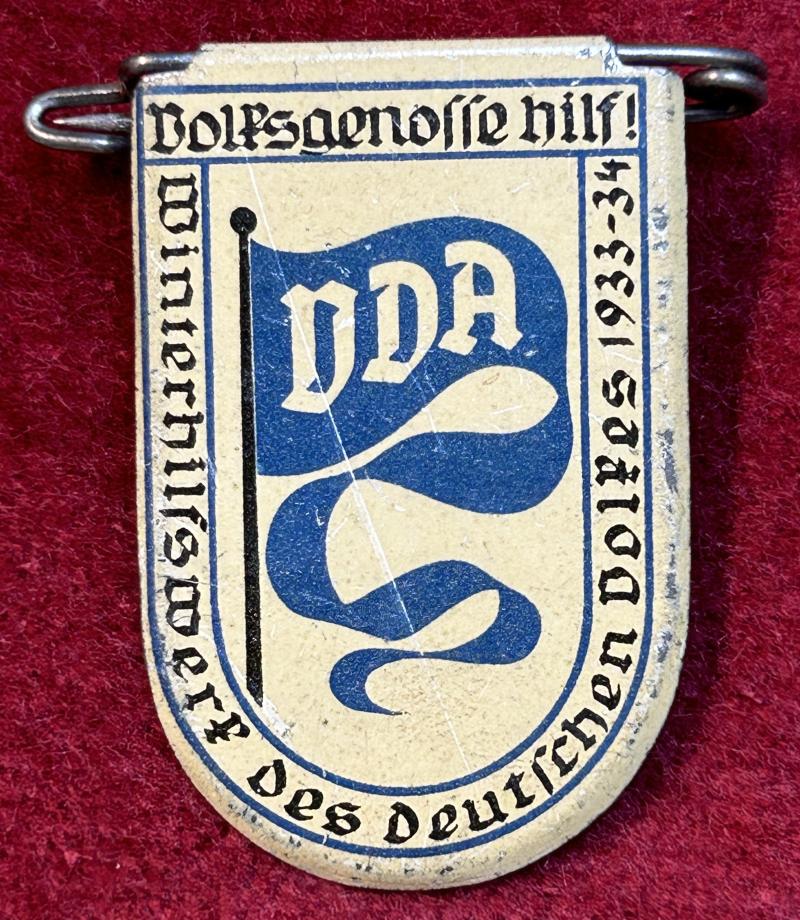 Volksgenosse hilf!
Winterhilfswerk des deutschen Volkes 1933-34
VDA